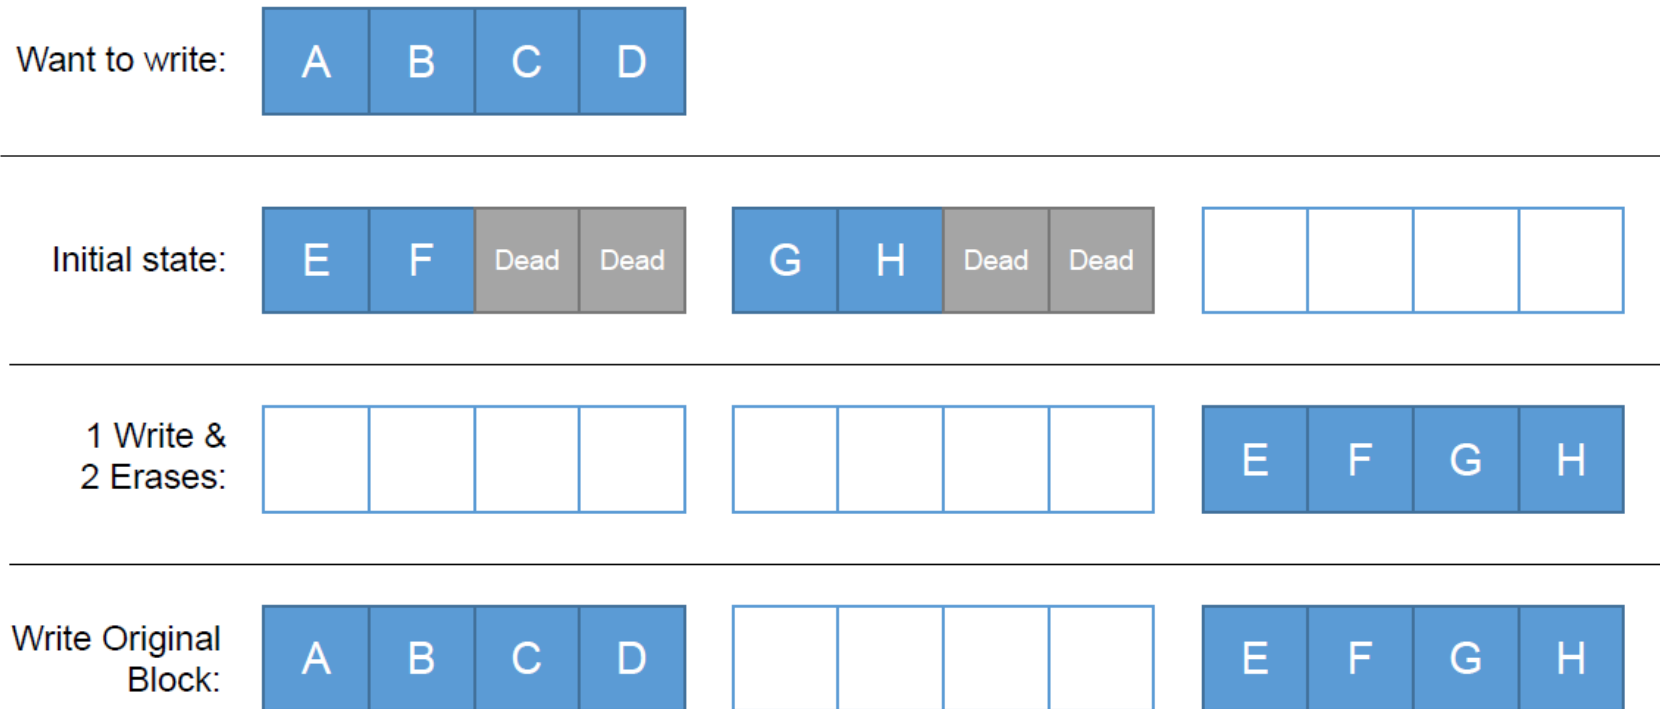 Want to write: A B C D
Initial state: E F Dead Dead G H Dead Dead
1 Write &
2 Erases: E F G H
Write Original
Block: A B C D E F G H